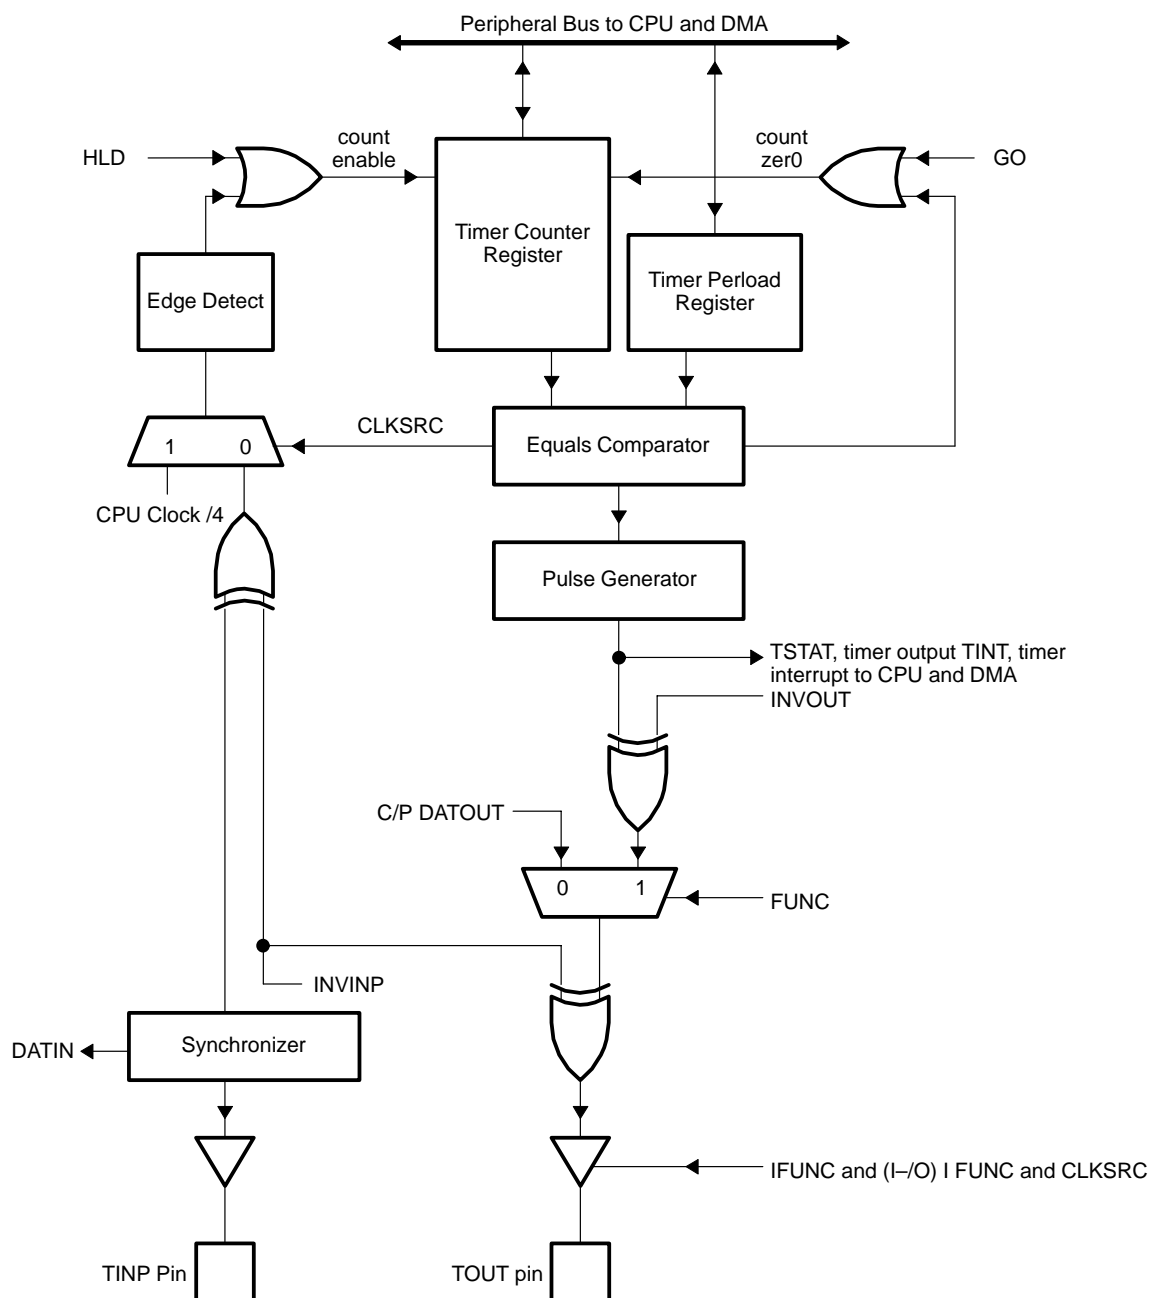 Peripheral Bus to CPU and DMA
HLD
count
enable
count
zer0
GO
Timer Counter
Register
Timer Perload
Register
Edge Detect
CLKSRC
1 0
Equals Comparator
CPU Clock /4
Pulse Generator
TSTAT, timer output TINT, timer
interrupt to CPU and DMA
INVOUT
C/P DATOUT
0 1
FUNC
INVINP
Synchronizer
DATIN
IFUNC and (I–/O) I FUNC and CLKSRC
TINP Pin
TOUT pin